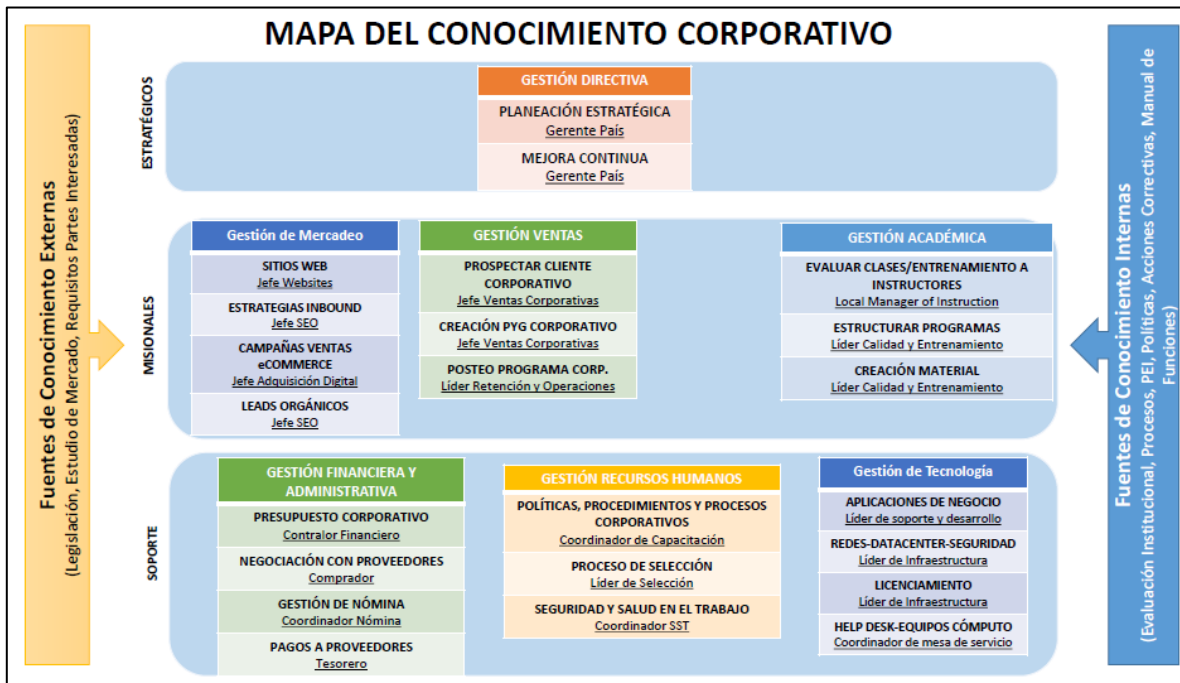 MAPA DEL CONOCIMIENTO CORPORATIVO
Fuentes de Conocimiento Externas
(Legislación, Estudio de Mercado, Requisitos Partes Interesadas)
ESTRATÉGICOS
GESTIÓN DIRECTIVA
PLANEACIÓN ESTRATÉGICA
Gerente País
MEJORA CONTINUA
Gerente País
MISIONALES
Gestión de Mercadeo
SITIOS WEB
Jefe Websites
ESTRATEGIAS INBOUND
Jefe SEO
CAMPAÑAS VENTAS
eCOMMERCE
Jefe Adquisición Digital
LEADS ORGÁNICOS
Jefe SEO
GESTIÓN VENTAS
PROSPECTAR CLIENTE
CORPORATIVO
Jefe Ventas Corporativas
CREACIÓN PYG CORPORATIVO
Jefe Ventas Corporativas
POSTEO PROGRAMA CORP.
Líder Retención y Operaciones
GESTIÓN ACADÉMICA
EVALUAR CLASES/ENTRENAMIENTO A
INSTRUCTORES
Local Manager of Instruction
ESTRUCTURAR PROGRAMAS
Líder Calidad y Entrenamiento
CREACIÓN MATERIAL
Líder Calidad y Entrenamiento
SOPORTE
GESTIÓN FINANCIERA Y
ADMINISTRATIVA
PRESUPUESTO CORPORATIVO
Contralor Financiero
NEGOCIACIÓN CON PROVEEDORES
Comprador
GESTIÓN DE NÓMINA
Coordinador Nómina
PAGOS A PROVEEDORES
Tesorero
GESTIÓN RECURSOS HUMANOS
POLÍTICAS, PROCEDIMIENTOS Y PROCESOS
CORPORATIVOS
Coordinador de Capacitación
PROCESO DE SELECCIÓN
Líder de Selección
SEGURIDAD Y SALUD EN EL TRABAJO
Coordinador SST
Gestión de Tecnología
APLICACIONES DE NEGOCIO
Líder de soporte y desarrollo
REDES-DATACENTER-SEGURIDAD
Líder de Infraestructura
LICENCIAMIENTO
Líder de Infraestructura
HELP DESK-EQUIPOS CÓMPUTO
Coordinador de mesa de servicio
Fuentes de Conocimiento Internas
(Evaluación Institucional, Procesos, PEI, Políticas, Acciones Correctivas, Manual de
Funciones)